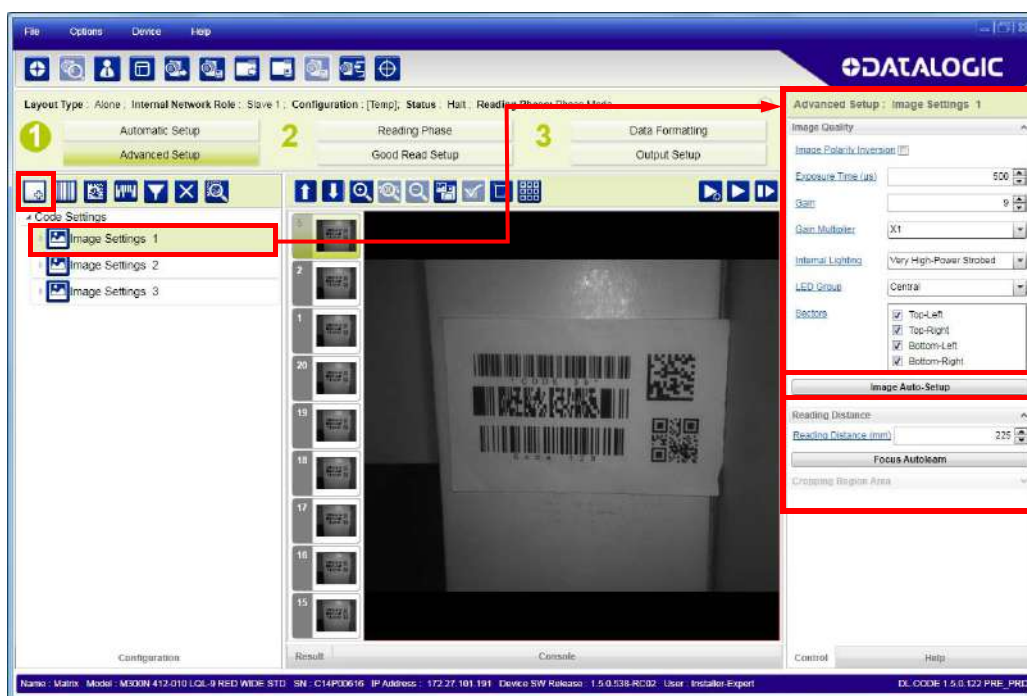 File Options Device Help
DATALOGIC
Layout Type : Alone ; Internal Network Role : Slave 1 ; Configuration : [Temp]; Status : Halt ; Reading Phase: Phase Mode
1 Automatic Setup
Advanced Setup
2 Reading Phase
Good Read Setup
3 Data Formatting
Output Setup
Code Settings
Image Settings 1
Image Settings 2
Image Settings 3
Configuration
2
1
20
19
18
17
16
15
CODE 39
Code 128
Result Console
Advanced Setup : Image Settings 1
Image Quality
Image Polarity Inversion
Exposure Time (µs) 500
Gain 9
Gain Multiplier X1
Internal Lighting Very High-Power Strobed
LED Group Central
Sectors Top-Left
Top-Right
Bottom-Left
Bottom-Right
Image Auto-Setup
Reading Distance
Reading Distance (mm) 225
Focus Autolearn
Cropping Region Area
Control Help
Name : Matrix Model : M300N 412-010 LQL-9 RED WIDE STD SN : C14P00616 IP Address : 172.27.101.191 Device SW Release : 1.5.0.538-RC02 User : Installer-Expert DL.CODE 1.5.0.122 PRE_PRD